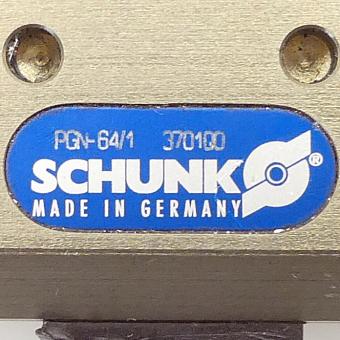 PGN-64/1 370100
SCHUNK®
MADE IN GERMANY